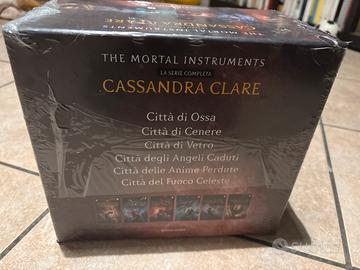 THE MORTAL INSTRUMENTS
LA SERIE COMPLETA
CASSANDRA CLARE
Città di Ossa
Città di Cenere
Città di Vetro
Città degli Angeli Caduti
Città delle Anime Perdute
Città del Fuoco Celeste